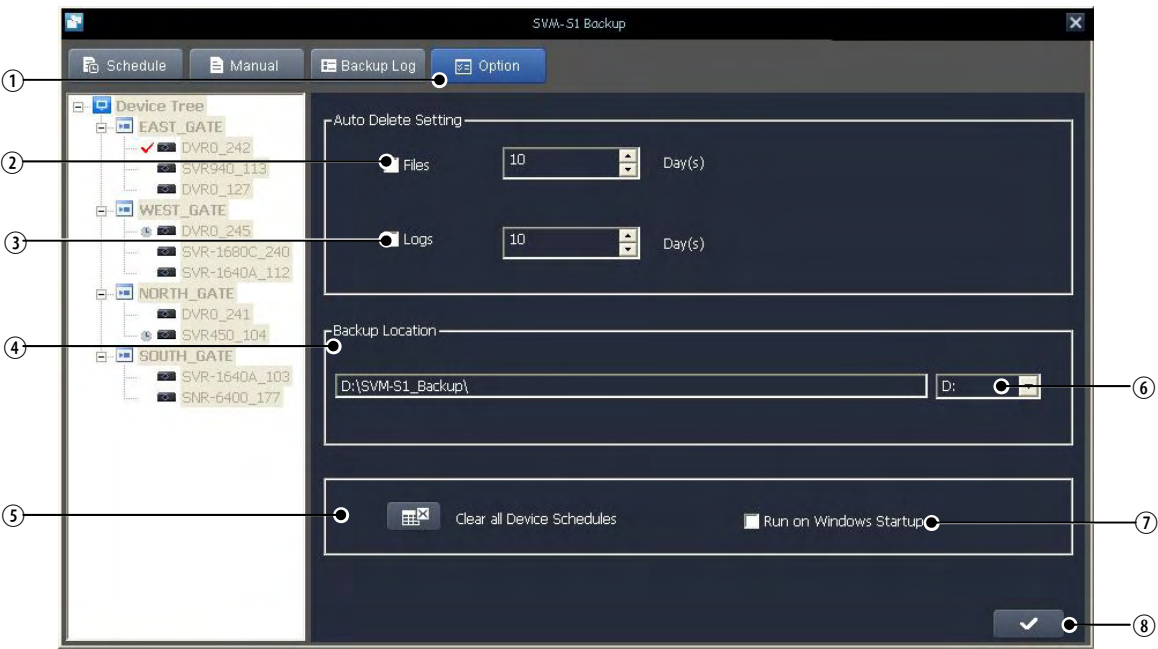 SVM-S1 Backup
Schedule
Manual
Backup Log
Option
1
Device Tree
EAST_GATE
DVR0_242
SVR940_113
DVR0_127
WEST_GATE
DVR0_245
SVR-1680C_240
SVR-1640A_112
NORTH_GATE
DVR0_241
SVR450_104
SOUTH_GATE
SVR-1640A_103
SNR-6400_177
Auto Delete Setting
2
Files
10
Day(s)
3
Logs
10
Day(s)
Backup Location
4
D:\SVM-S1_Backup\
D:
6
5
Clear all Device Schedules
Run on Windows Startup
7
8